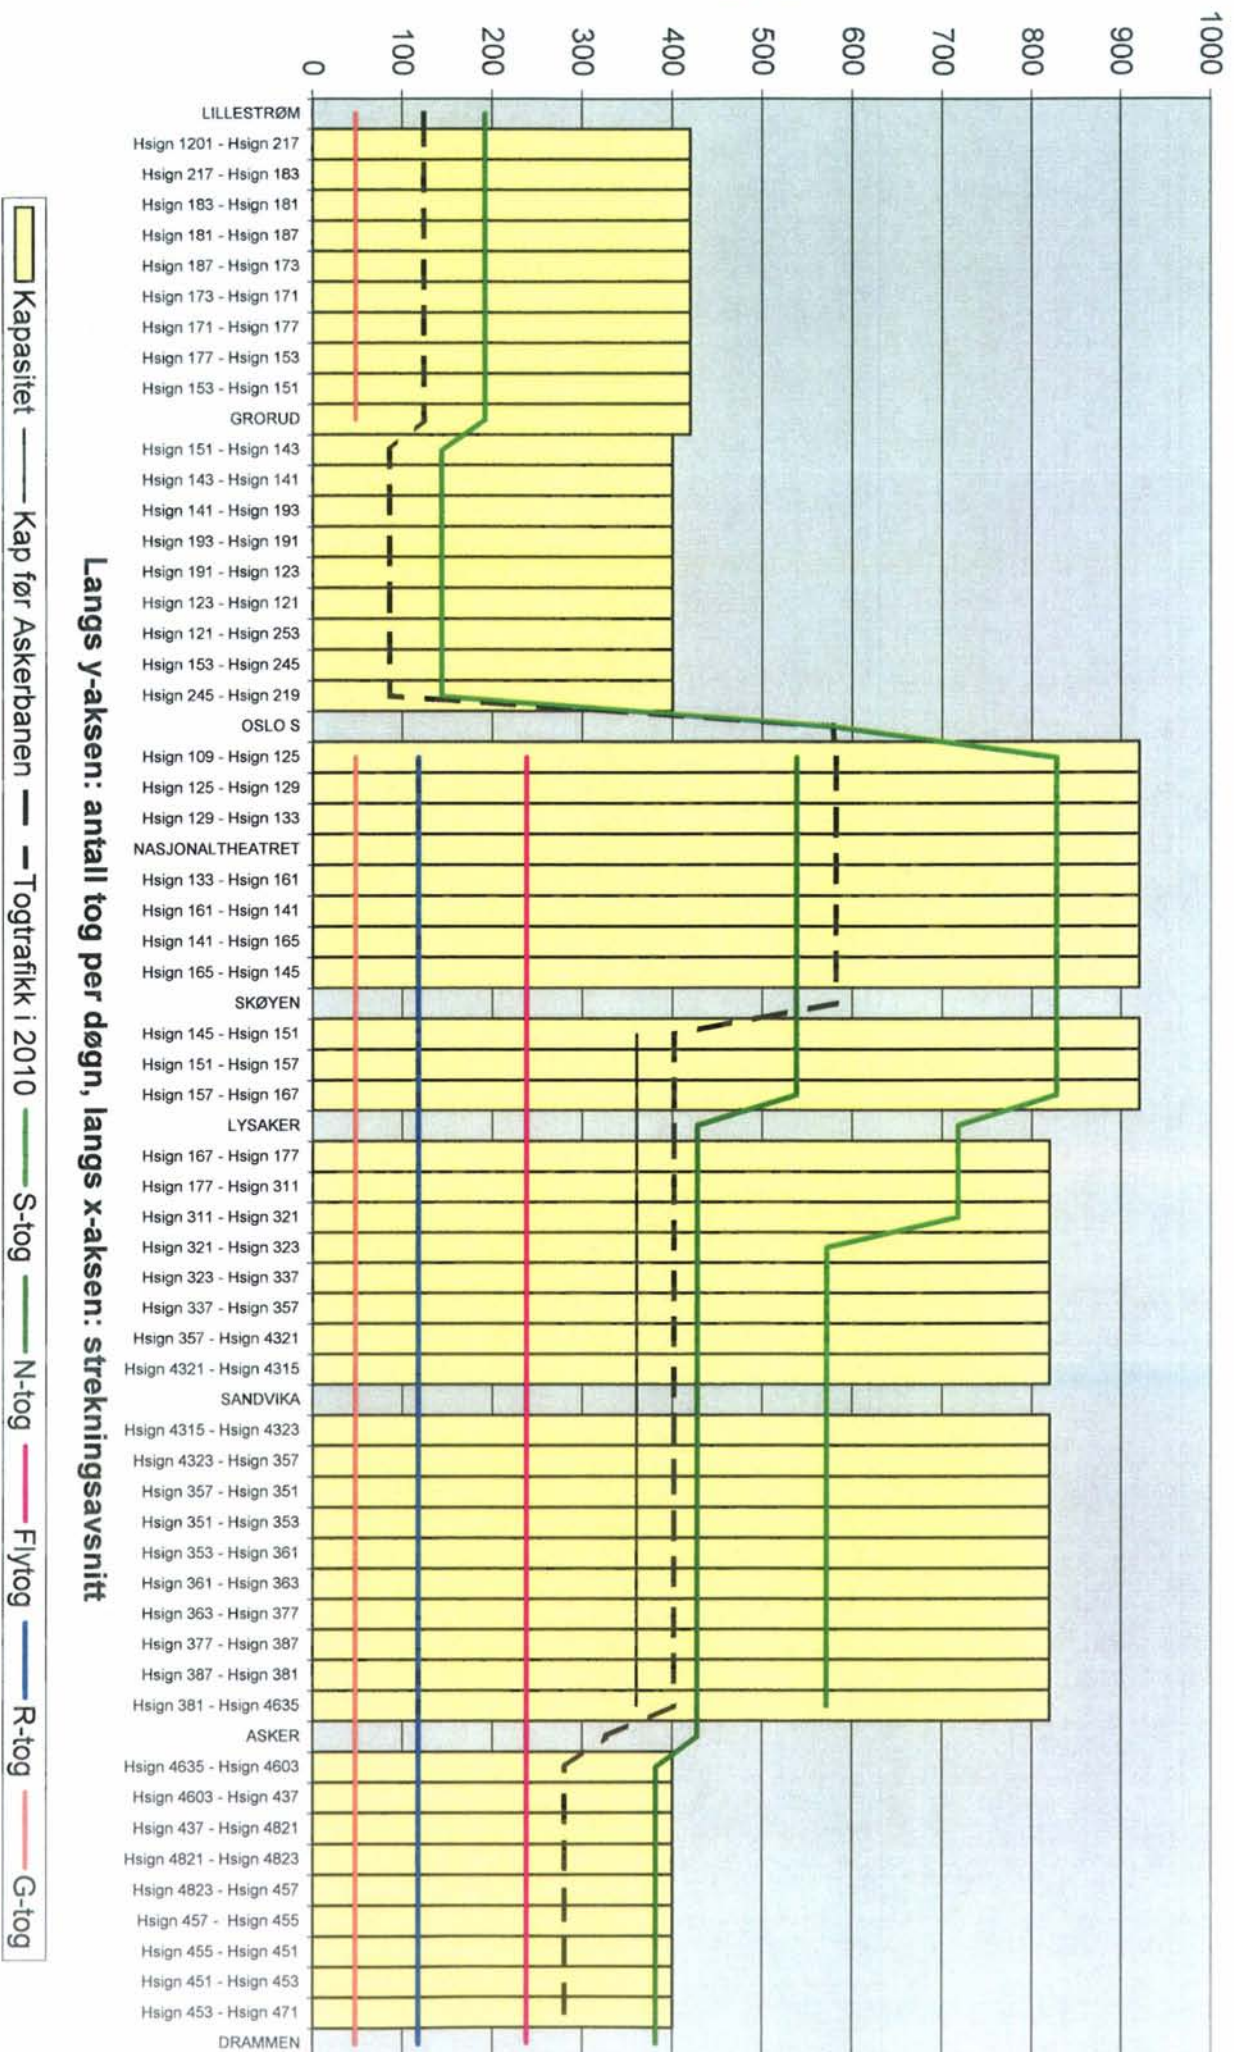 1000
900
800
700
600
500
400
300
200
100
0
LILLESTRØM
Hsign 1201 - Hsign 217
Hsign 217 - Hsign 183
Hsign 183 - Hsign 181
Hsign 181 - Hsign 187
Hsign 187 - Hsign 173
Hsign 173 - Hsign 171
Hsign 171 - Hsign 177
Hsign 177 - Hsign 153
Hsign 153 - Hsign 151
GRORUD
Hsign 151 - Hsign 143
Hsign 143 - Hsign 141
Hsign 141 - Hsign 193
Hsign 193 - Hsign 191
Hsign 191 - Hsign 123
Hsign 123 - Hsign 121
Hsign 121 - Hsign 253
Hsign 153 - Hsign 245
Hsign 245 - Hsign 219
OSLO S
Hsign 109 - Hsign 125
Hsign 125 - Hsign 129
Hsign 129 - Hsign 133
NASJONALTHEATRET
Hsign 133 - Hsign 161
Hsign 161 - Hsign 141
Hsign 141 - Hsign 165
Hsign 165 - Hsign 145
SKØYEN
Hsign 145 - Hsign 151
Hsign 151 - Hsign 157
Hsign 157 - Hsign 167
LYSAKER
Hsign 167 - Hsign 177
Hsign 177 - Hsign 311
Hsign 311 - Hsign 321
Hsign 321 - Hsign 323
Hsign 323 - Hsign 337
Hsign 337 - Hsign 357
Hsign 357 - Hsign 4321
Hsign 4321 - Hsign 4315
SANDVIKA
Hsign 4315 - Hsign 4323
Hsign 4323 - Hsign 357
Hsign 357 - Hsign 351
Hsign 351 - Hsign 353
Hsign 353 - Hsign 361
Hsign 361 - Hsign 363
Hsign 363 - Hsign 377
Hsign 377 - Hsign 387
Hsign 387 - Hsign 381
Hsign 381 - Hsign 4635
ASKER
Hsign 4635 - Hsign 4603
Hsign 4603 - Hsign 437
Hsign 437 - Hsign 4821
Hsign 4821 - Hsign 4823
Hsign 4823 - Hsign 457
Hsign 457 - Hsign 455
Hsign 455 - Hsign 451
Hsign 451 - Hsign 453
Hsign 453 - Hsign 471
DRAMMEN
Langs y-aksen: antall tog per døgn, langs x-aksen: strekningsavsnitt
Kapasitet Kap før Askerbanen Togtrafikk i 2010 S-tog N-tog Flytog R-tog G-tog